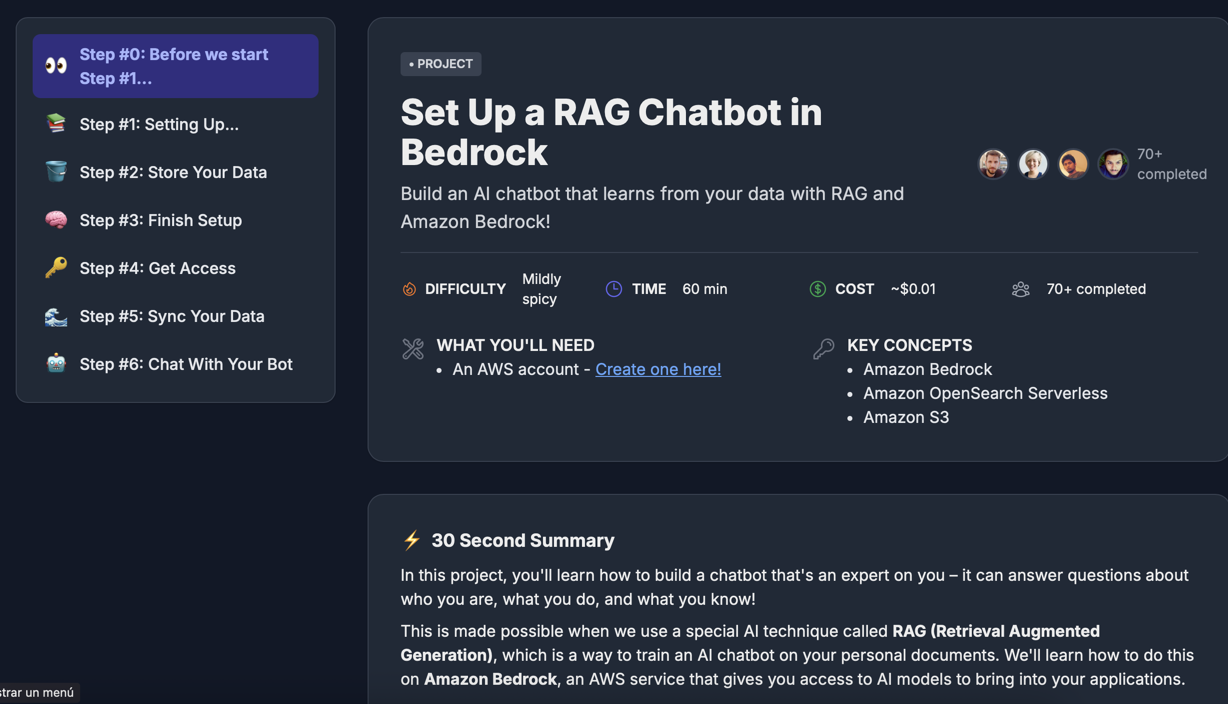 Step #0: Before we start
Step #1...
Step #1: Setting Up...
Step #2: Store Your Data
Step #3: Finish Setup
Step #4: Get Access
Step #5: Sync Your Data
Step #6: Chat With Your Bot
• PROJECT
Set Up a RAG Chatbot in
Bedrock
Build an AI chatbot that learns from your data with RAG and
Amazon Bedrock!
70+
completed
DIFFICULTY Mildly
spicy
TIME 60 min
COST ~$0.01
70+ completed
WHAT YOU'LL NEED
• An AWS account - Create one here!
KEY CONCEPTS
• Amazon Bedrock
• Amazon OpenSearch Serverless
• Amazon S3
⚡ 30 Second Summary
In this project, you'll learn how to build a chatbot that's an expert on you – it can answer questions about
who you are, what you do, and what you know!
This is made possible when we use a special AI technique called RAG (Retrieval Augmented
Generation), which is a way to train an AI chatbot on your personal documents. We'll learn how to do this
on Amazon Bedrock, an AWS service that gives you access to AI models to bring into your applications.
strar un menú